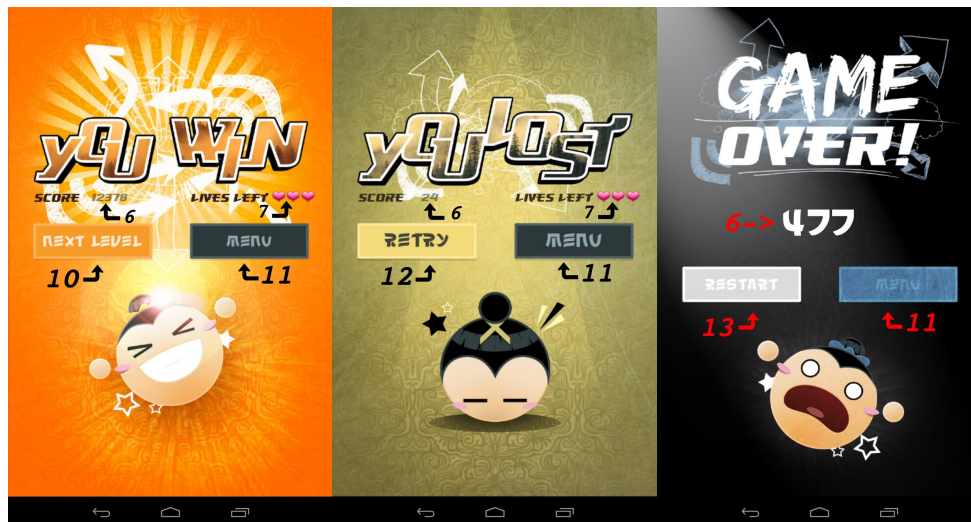 YOU WIN
SCORE 12378 LIVES LEFT
6 7
NEXT LEVEL MENU
10 11
YOU LOST
SCORE 24 LIVES LEFT
6 7
RETRY MENU
12 11
GAME
OVER!
6-> 477
RESTART MENU
13 11